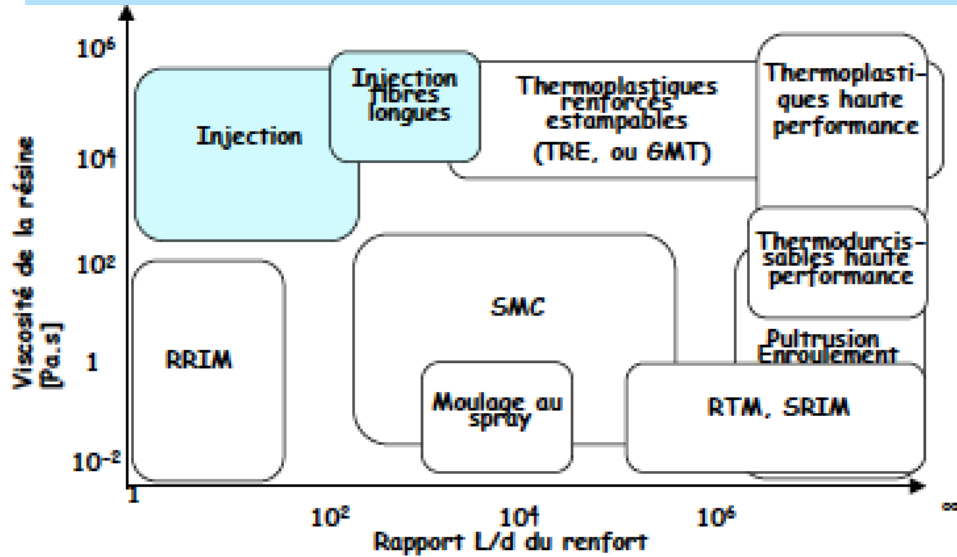 10⁶
10⁴
10²
1
10⁻²
Viscosité de la résine
[Pa.s]
Injection
Injection
fibres
longues
Thermoplastiques
renforcés
estampables
(TRE, ou GMT)
Thermoplasti-
ques haute
performance
Thermodurcis-
sables haute
performance
SMC
RRIM
Pultrusion
Enroulement
Moulage au
spray
RTM, SRIM
1
10²
10⁴
10⁶
∞
Rapport L/d du renfort